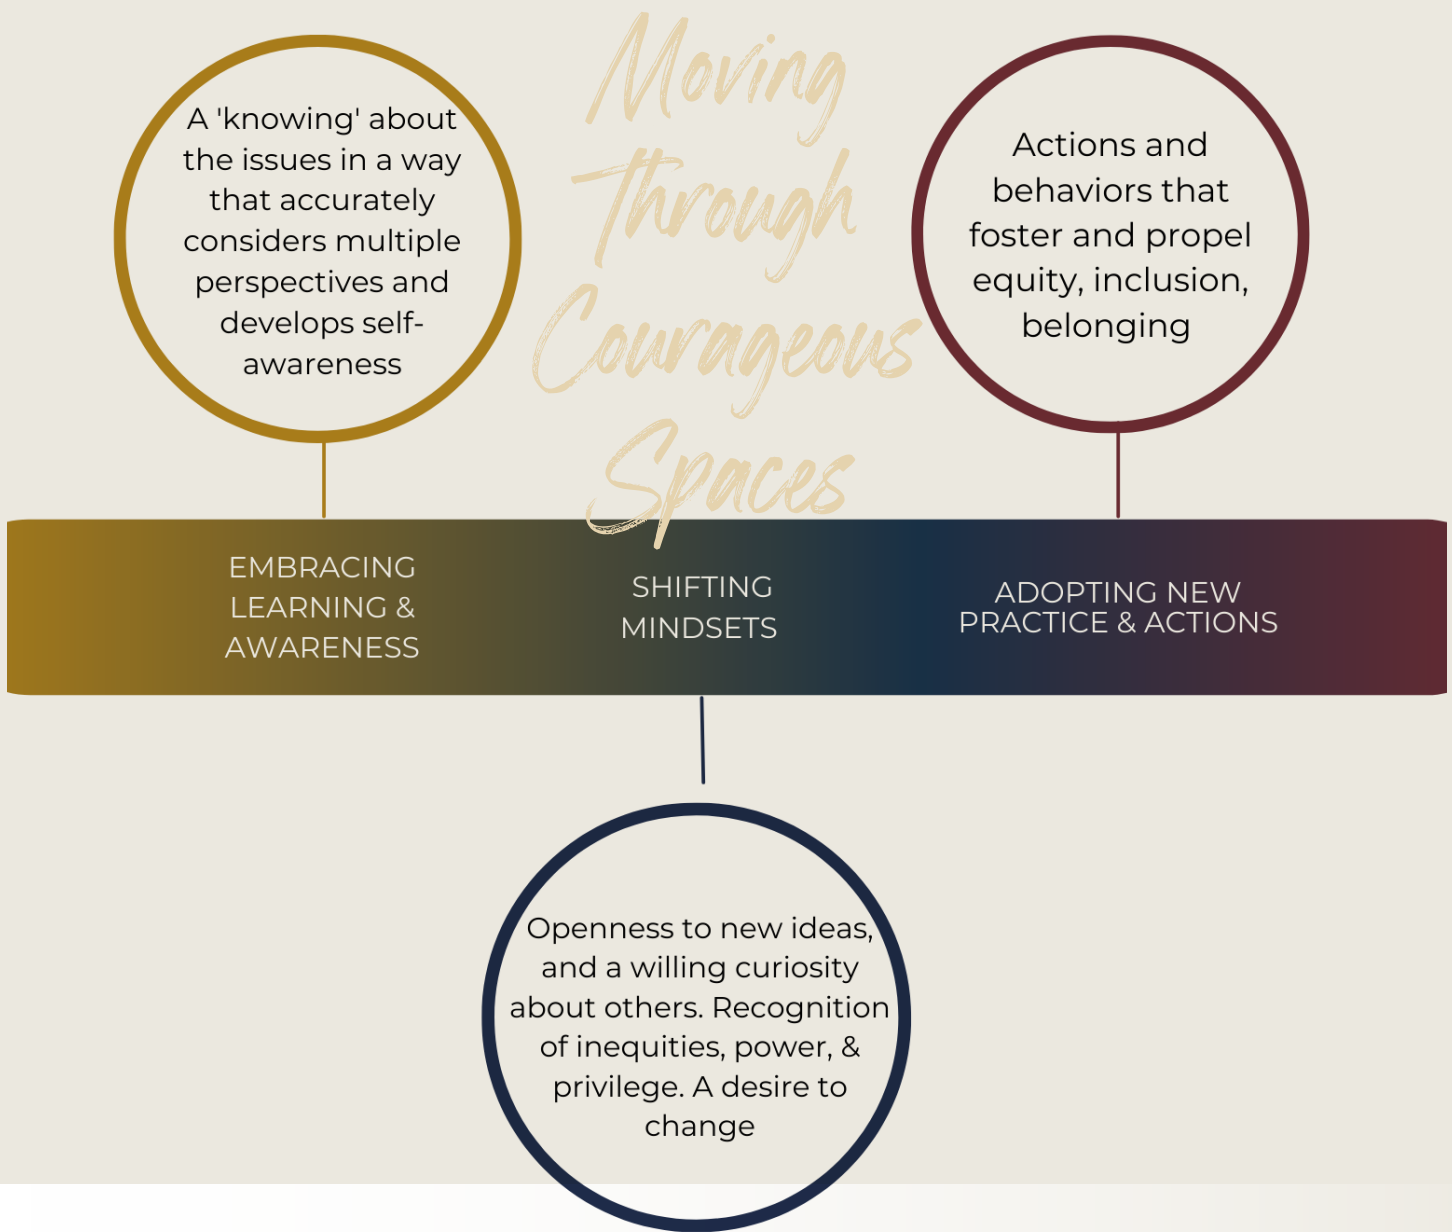 Moving
Through
Courageous
Spaces
A 'knowing' about
the issues in a way
that accurately
considers multiple
perspectives and
develops self-
awareness
Actions and
behaviors that
foster and propel
equity, inclusion,
belonging
EMBRACING
LEARNING &
AWARENESS
SHIFTING
MINDSETS
ADOPTING NEW
PRACTICE & ACTIONS
Openness to new ideas,
and a willing curiosity
about others. Recognition
of inequities, power, &
privilege. A desire to
change